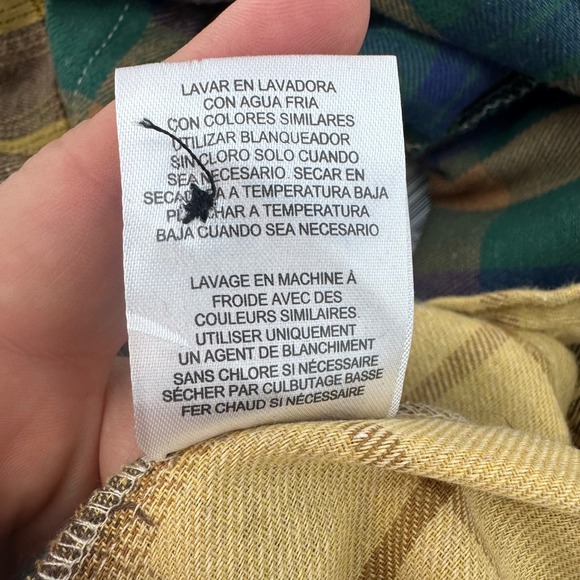 LAVAR EN LAVADORA
CON AGUA FRIA
CON COLORES SIMILARES
UTILIZAR BLANQUEADOR
SIN CLORO SOLO CUANDO
SEA NECESARIO. SECAR EN
A TEMPERATURA BAJA
A TEMPERATURA
BAJA CUANDO SEA NECESARIO
LAVAGE EN MACHINE À
FROIDE AVEC DES
COULEURS SIMILAIRES.
UTILISER UNIQUEMENT
UN AGENT DE BLANCHIMENT
SANS CHLORE SI NÉCESSAIRE
SÉCHER PAR CULBUTAGE BASSE
FER CHAUD SI NÉCESSAIRE